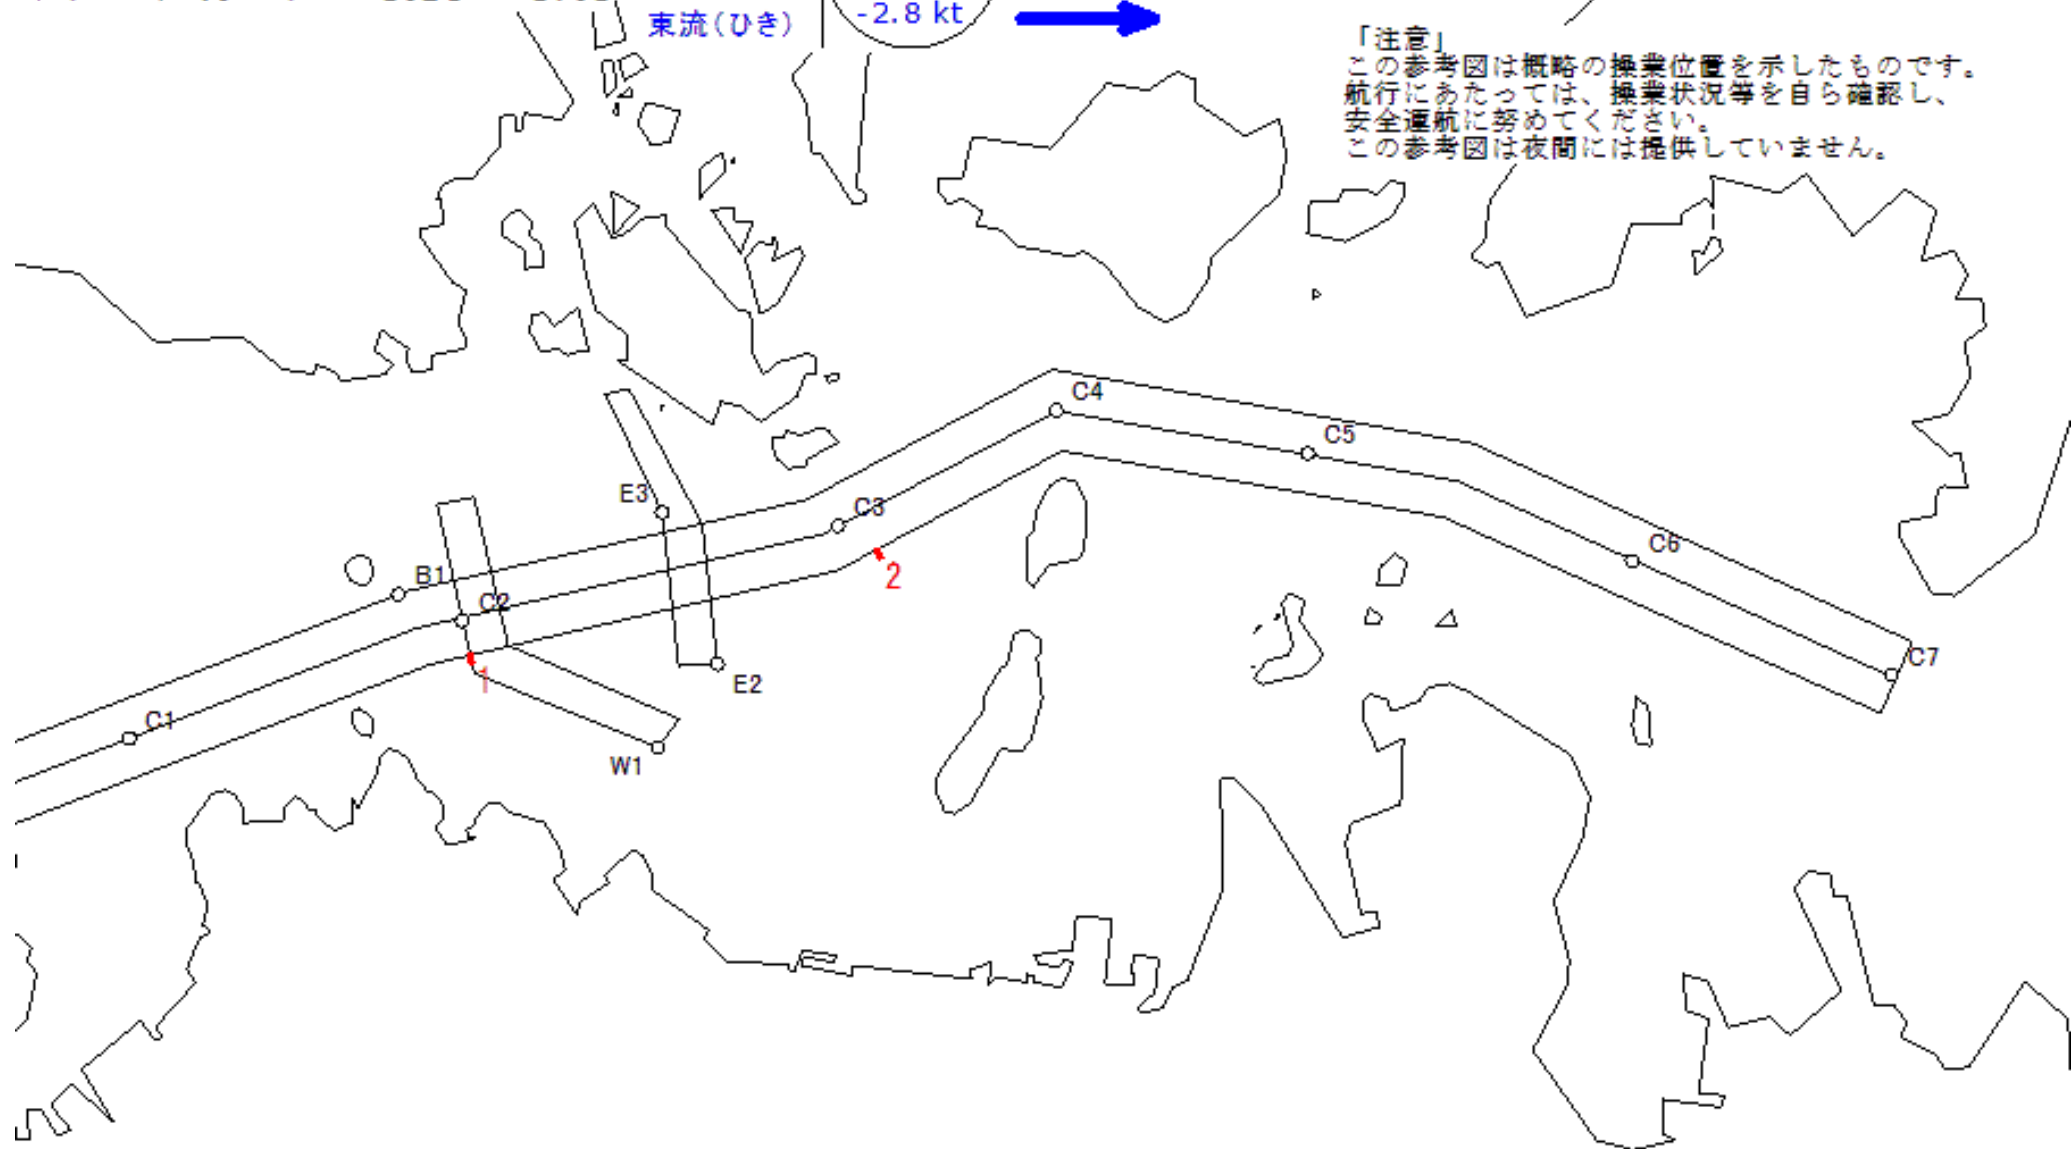 東流(ひき)
-2.8 kt
「注意」
この参考図は概略の操業位置を示したものです。
航行にあたっては、操業状況等を自ら確認し、
安全運航に努めてください。
この参考図は夜間には提供していません。
C4
C5
E3
C3
C6
B1
2
C2
C7
1
E2
C1
W1